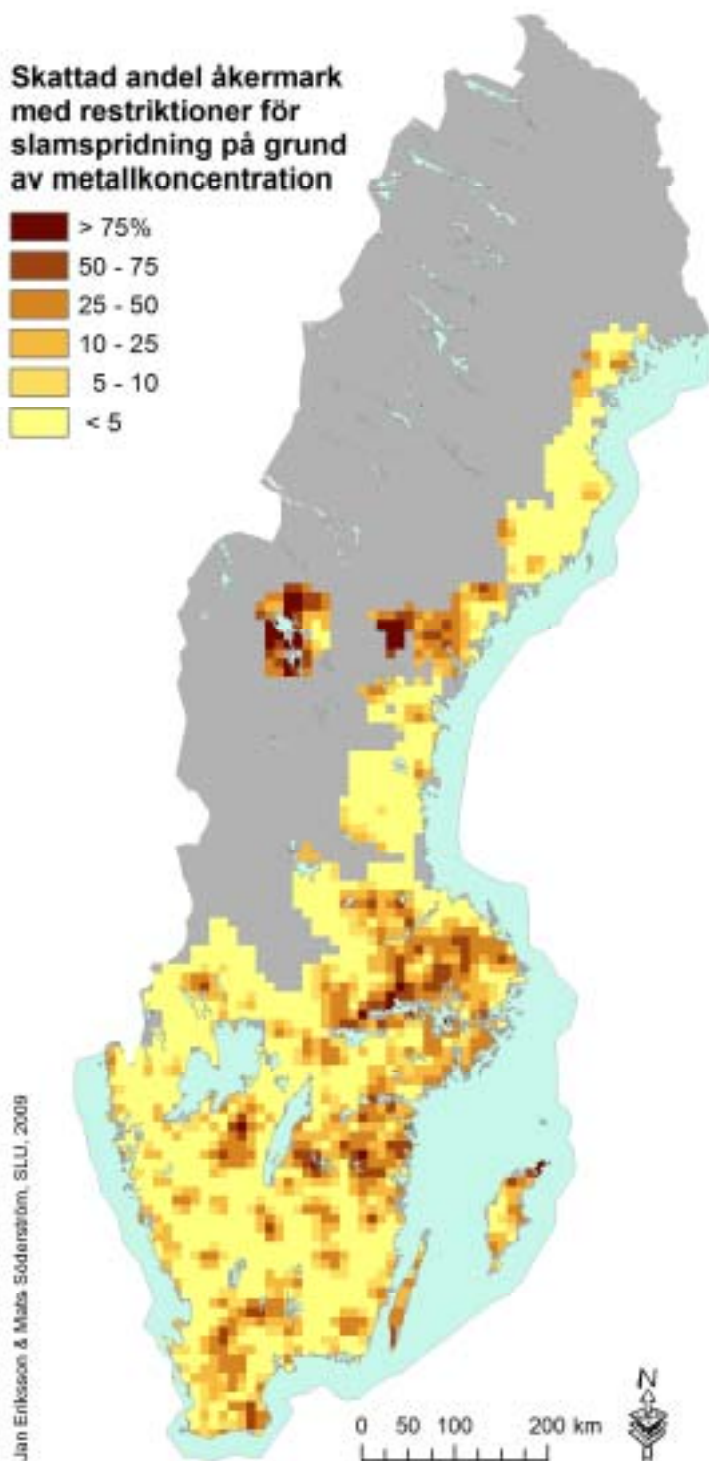 Skattad andel åkermark
med restriktioner för
slamspridning på grund
av metallkoncentration
> 75%
50 - 75
25 - 50
10 - 25
5 - 10
< 5
Jan Eriksson & Mats Söderström, SLU, 2009
0 50 100 200 km
N